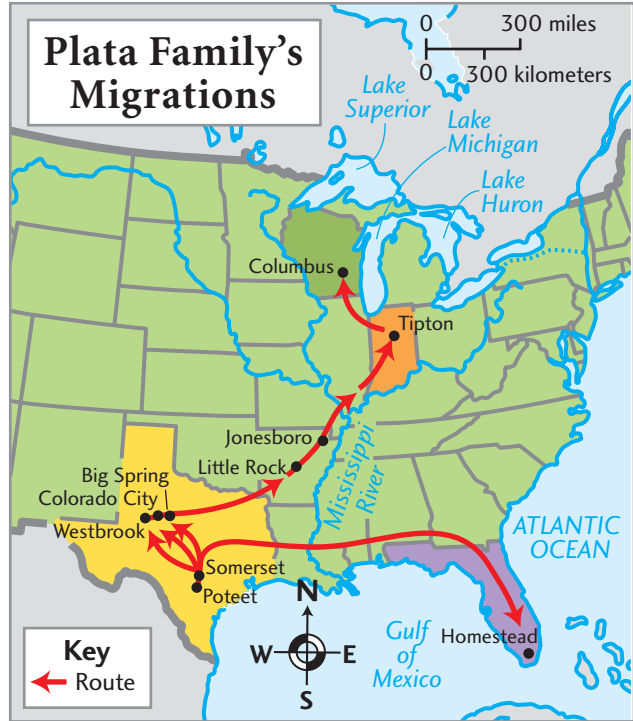 Plata Family's
Migrations
0 300 miles
0 300 kilometers
Lake
Superior
Lake
Michigan
Lake
Huron
Columbus
Tipton
Jonesboro
Little Rock
Mississippi
River
Big Spring
Colorado City
Westbrook
Somerset
Poteet
ATLANTIC
OCEAN
Homestead
Gulf
of
Mexico
N
W E
S
Key
Route